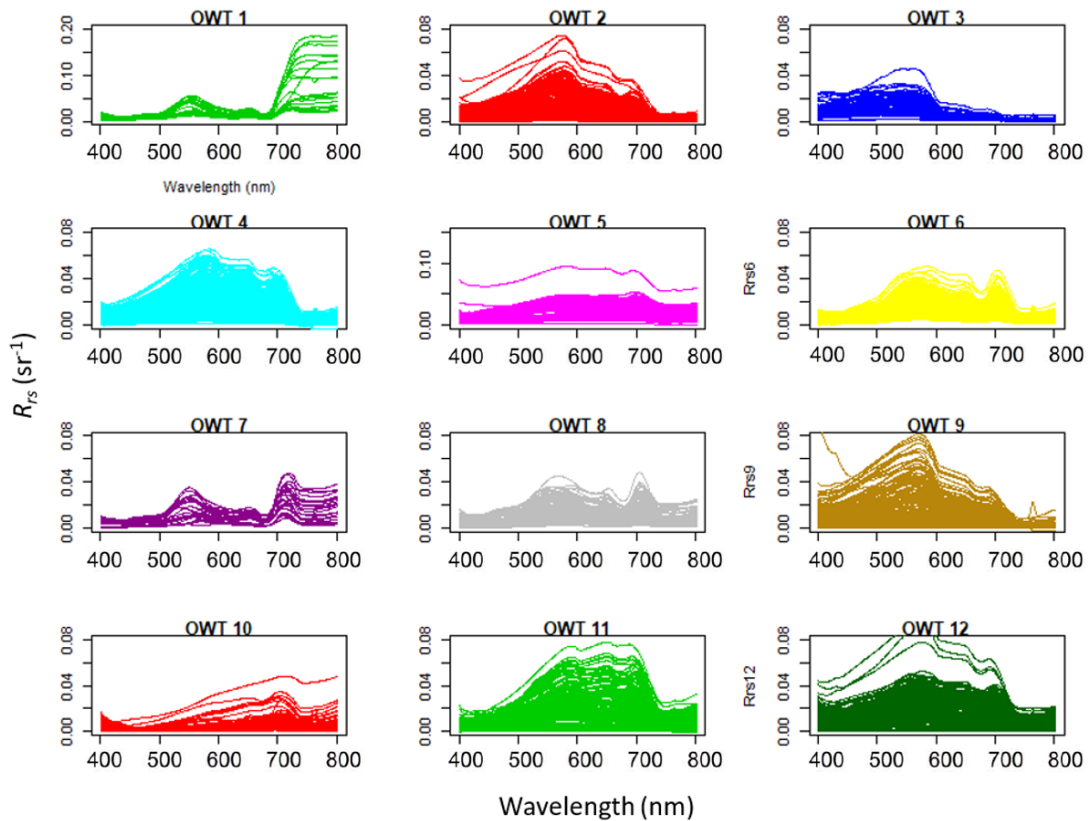 OWT 1
OWT 2
OWT 3
0.00 0.10 0.20
0.00 0.04 0.08
0.00 0.04 0.08
400 500 600 700 800
400 500 600 700 800
400 500 600 700 800
Wavelength (nm)
OWT 4
OWT 5
OWT 6
0.00 0.04 0.08
0.00 0.10
Rrs6
0.00 0.04 0.08
400 500 600 700 800
400 500 600 700 800
400 500 600 700 800
Rrs (sr-1)
OWT 7
OWT 8
OWT 9
0.00 0.04 0.08
0.00 0.04 0.08
Rrs9
0.00 0.04 0.08
400 500 600 700 800
400 500 600 700 800
400 500 600 700 800
OWT 10
OWT 11
OWT 12
0.00 0.04 0.08
0.00 0.04 0.08
Rrs12
0.00 0.04 0.08
400 500 600 700 800
400 500 600 700 800
400 500 600 700 800
Wavelength (nm)